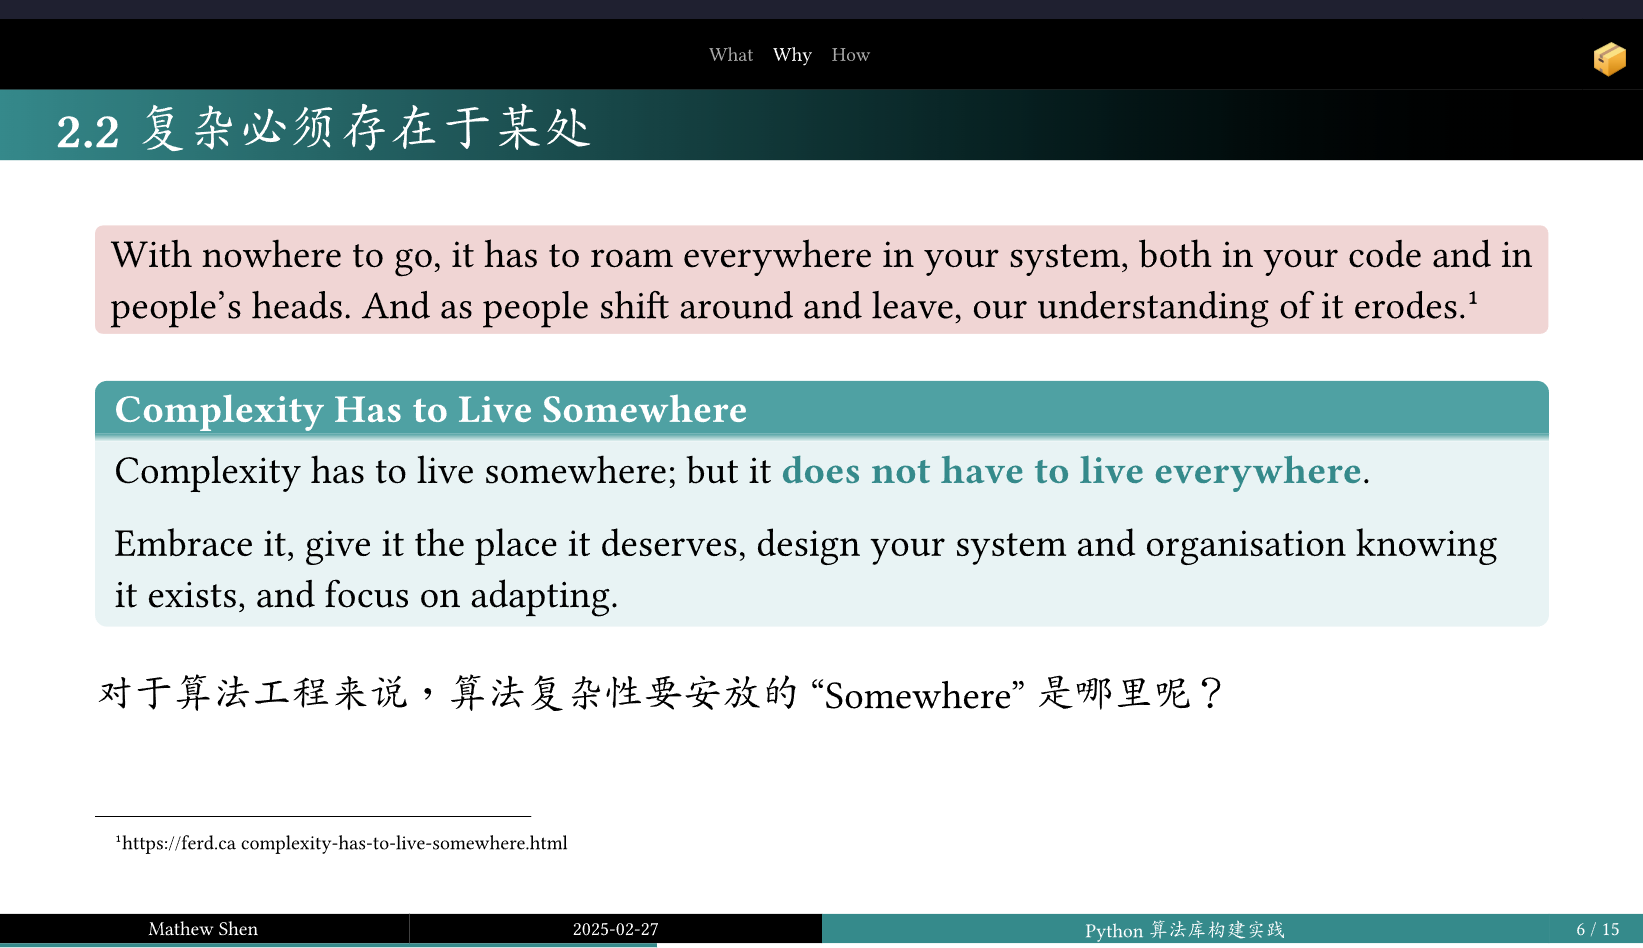 What Why How
2.2 复杂必须存在于某处
With nowhere to go, it has to roam everywhere in your system, both in your code and in
people’s heads. And as people shift around and leave, our understanding of it erodes.¹
Complexity Has to Live Somewhere
Complexity has to live somewhere; but it does not have to live everywhere.
Embrace it, give it the place it deserves, design your system and organisation knowing
it exists, and focus on adapting.
对于算法工程来说，算法复杂性要安放的 “Somewhere” 是哪里呢？
¹https://ferd.ca complexity-has-to-live-somewhere.html
Mathew Shen 2025-02-27 Python 算法库构建实践 6 / 15